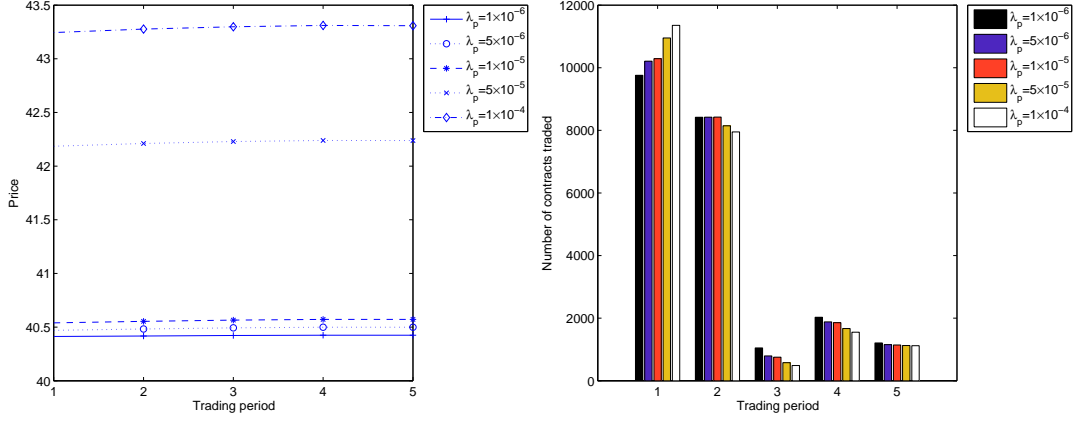 43.5
43
42.5
42
41.5
41
40.5
40
Price
1
2
3
4
5
Trading period
λp=1×10−6
λp=5×10−6
λp=1×10−5
λp=5×10−5
λp=1×10−4
12000
10000
8000
6000
4000
2000
0
Number of contracts traded
1
2
3
4
5
Trading period
λp=1×10−6
λp=5×10−6
λp=1×10−5
λp=5×10−5
λp=1×10−4